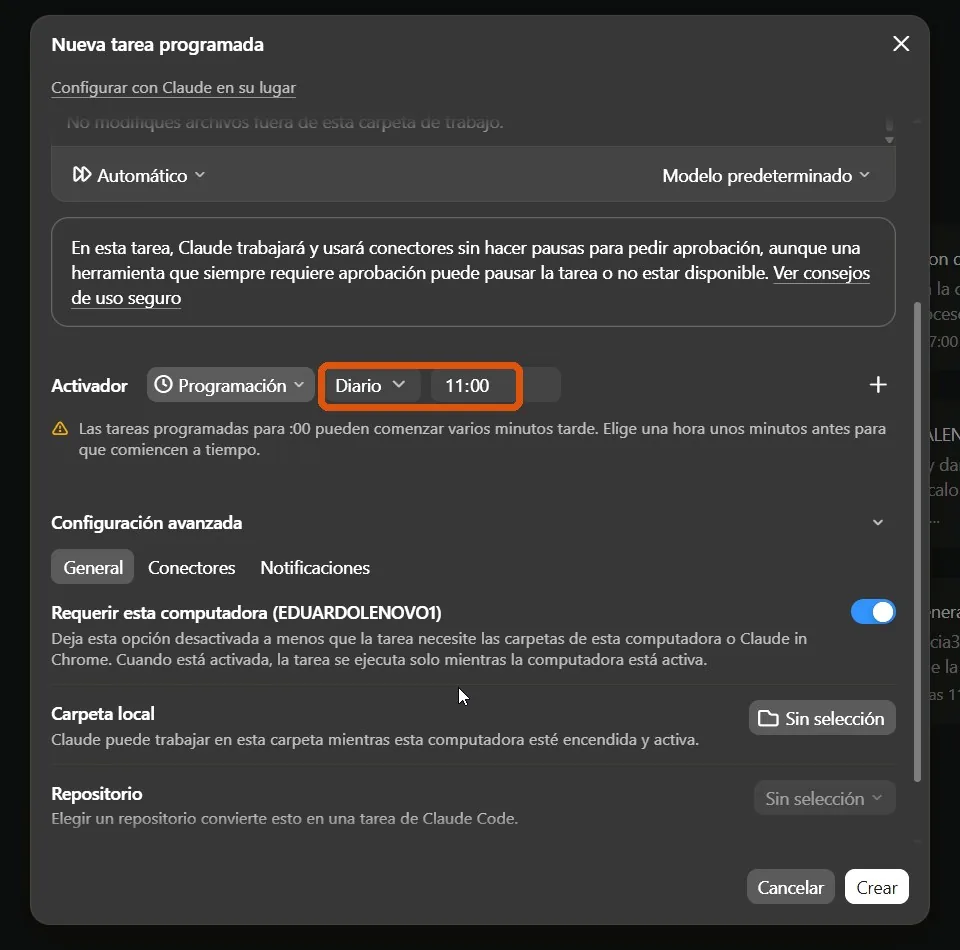 Nueva tarea programada
Configurar con Claude en su lugar
No modifiques archivos fuera de esta carpeta de trabajo.
Automático
Modelo predeterminado
En esta tarea, Claude trabajará y usará conectores sin hacer pausas para pedir aprobación, aunque una
herramienta que siempre requiere aprobación puede pausar la tarea o no estar disponible. Ver consejos
de uso seguro
Activador
Programación
Diario
11:00
Las tareas programadas para :00 pueden comenzar varios minutos tarde. Elige una hora unos minutos antes para
que comiencen a tiempo.
Configuración avanzada
General Conectores Notificaciones
Requerir esta computadora (EDUARDOLENOVO1)
Deja esta opción desactivada a menos que la tarea necesite las carpetas de esta computadora o Claude in
Chrome. Cuando está activada, la tarea se ejecuta solo mientras la computadora está activa.
Carpeta local
Sin selección
Claude puede trabajar en esta carpeta mientras esta computadora esté encendida y activa.
Repositorio
Sin selección
Elegir un repositorio convierte esto en una tarea de Claude Code.
Cancelar
Crear